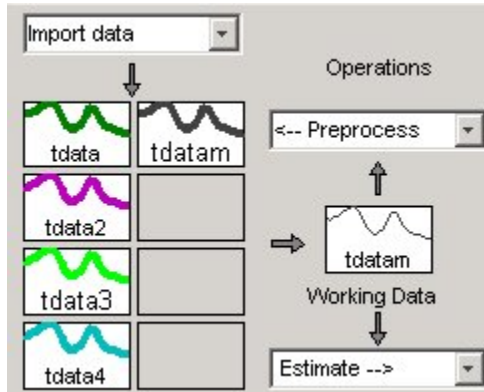 Import data
Operations
tdata
tdatam
<-- Preprocess
tdata2
tdatam
tdata3
Working Data
tdata4
Estimate -->